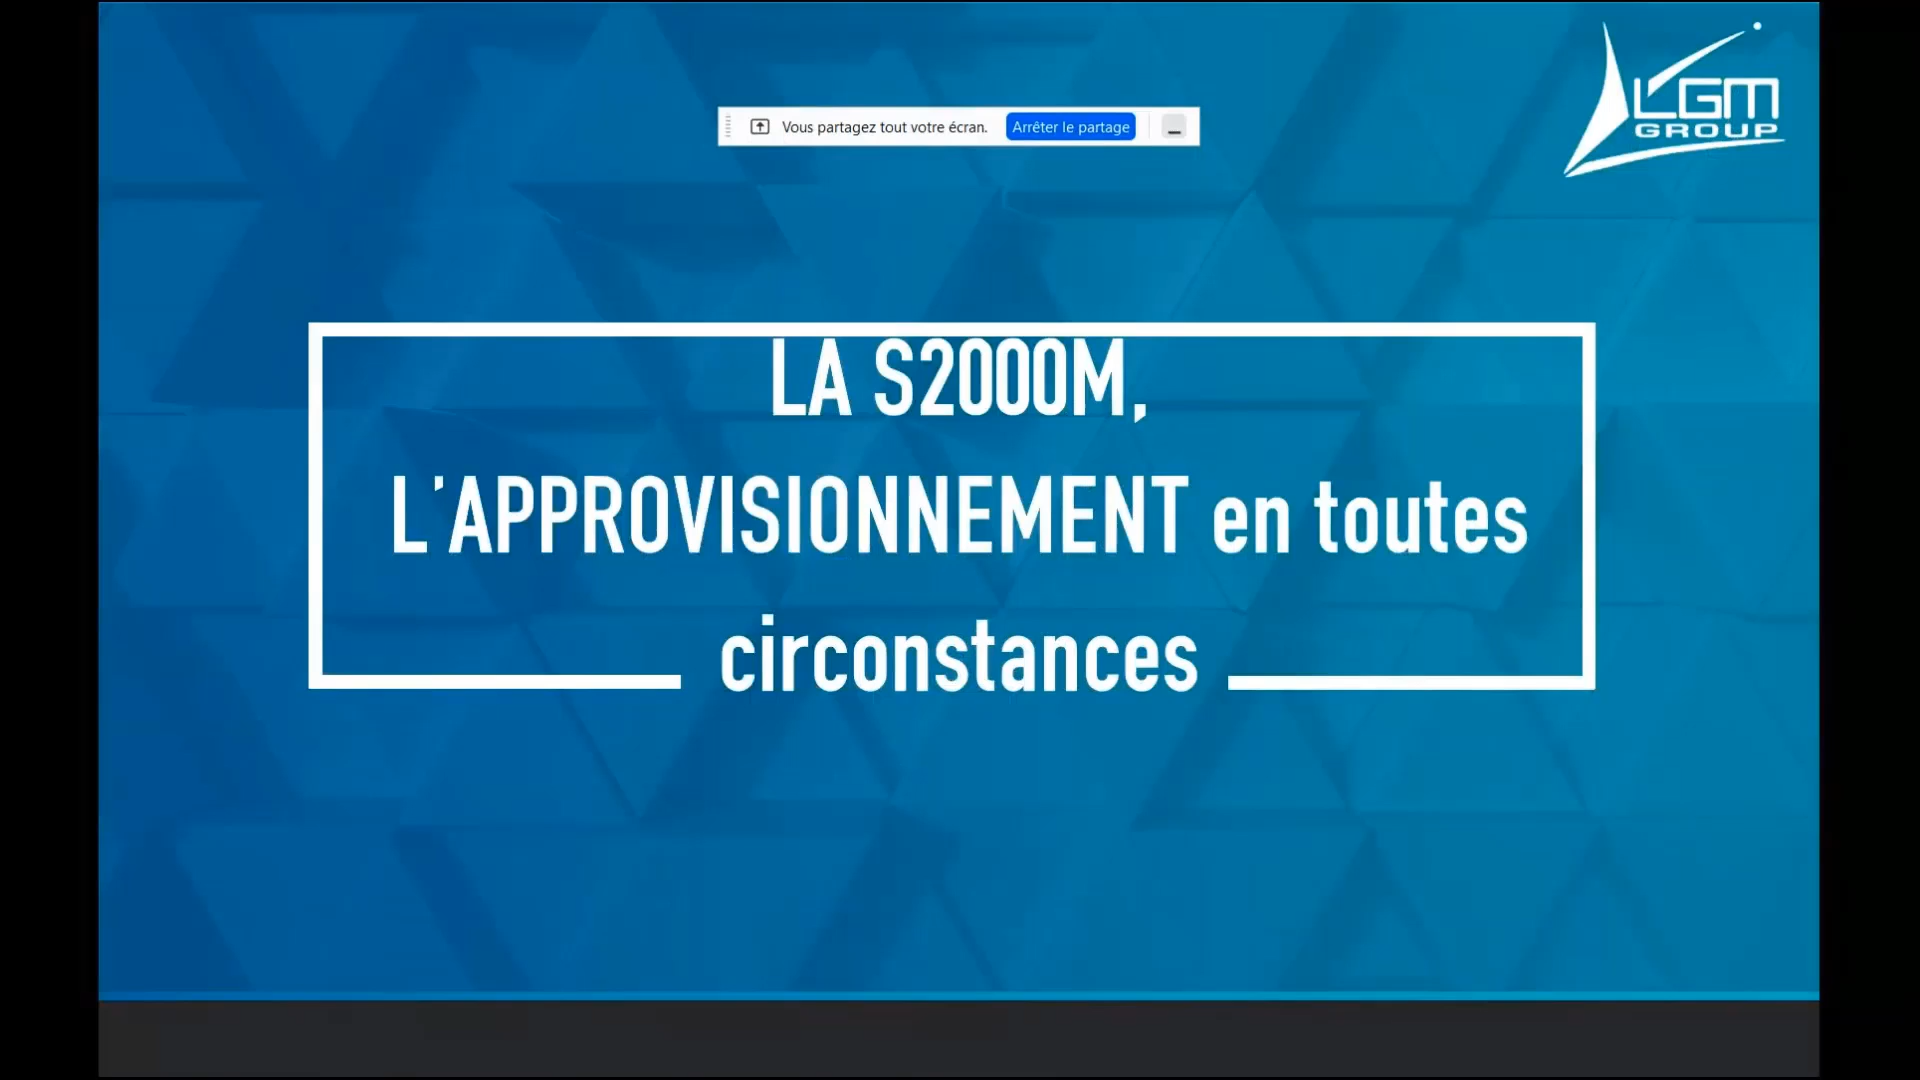 LGM
GROUP
Vous partagez tout votre écran. Arrêter le partage
LA S2000M,
L'APPROVISIONNEMENT en toutes
circonstances